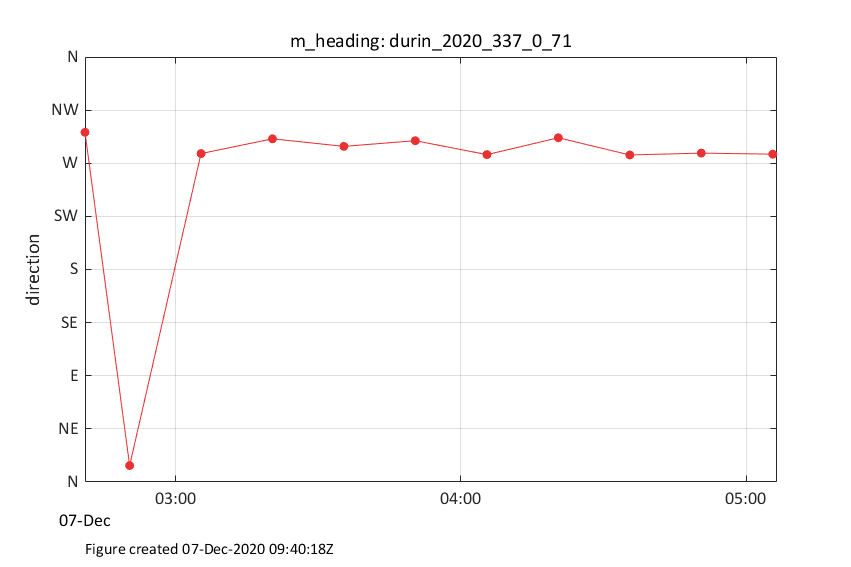 m_heading: durin_2020_337_0_71
N
NW
W
SW
S
SE
E
NE
N
direction
03:00
04:00
05:00
07-Dec
Figure created 07-Dec-2020 09:40:18Z